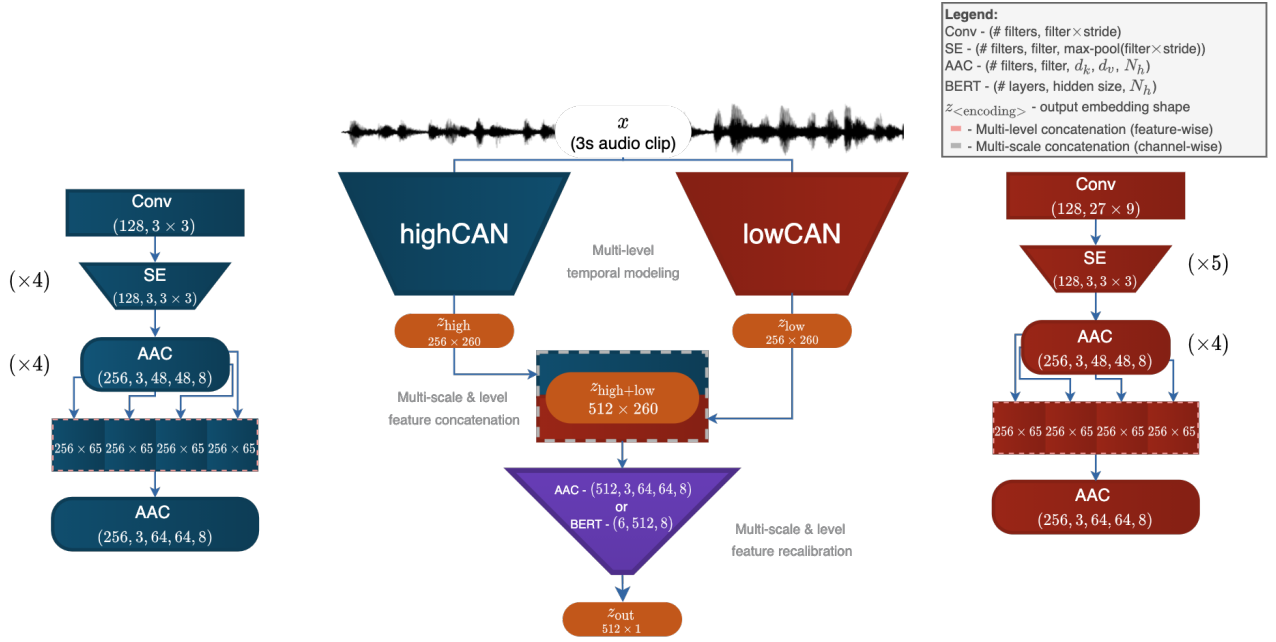 Legend:
Conv - (# filters, filter×stride)
SE - (# filters, filter, max-pool(filter×stride))
AAC - (# filters, filter, d_k, d_v, N_h)
BERT - (# layers, hidden size, N_h)
z_<encoding> - output embedding shape
- Multi-level concatenation (feature-wise)
- Multi-scale concatenation (channel-wise)
x
(3s audio clip)
highCAN
lowCAN
Multi-level
temporal modeling
z_high
256 × 260
z_low
256 × 260
Multi-scale & level
feature concatenation
z_high+low
512 × 260
AAC - (512, 3, 64, 64, 8)
or
BERT - (6, 512, 8)
Multi-scale & level
feature recalibration
z_out
512 × 1
Conv
(128, 3 × 3)
(×4)
SE
(128, 3, 3 × 3)
(×4)
AAC
(256, 3, 48, 48, 8)
256 × 65 256 × 65 256 × 65 256 × 65
AAC
(256, 3, 64, 64, 8)
Conv
(128, 27 × 9)
SE
(128, 3, 3 × 3)
(×5)
AAC
(256, 3, 48, 48, 8)
(×4)
256 × 65 256 × 65 256 × 65 256 × 65
AAC
(256, 3, 64, 64, 8)